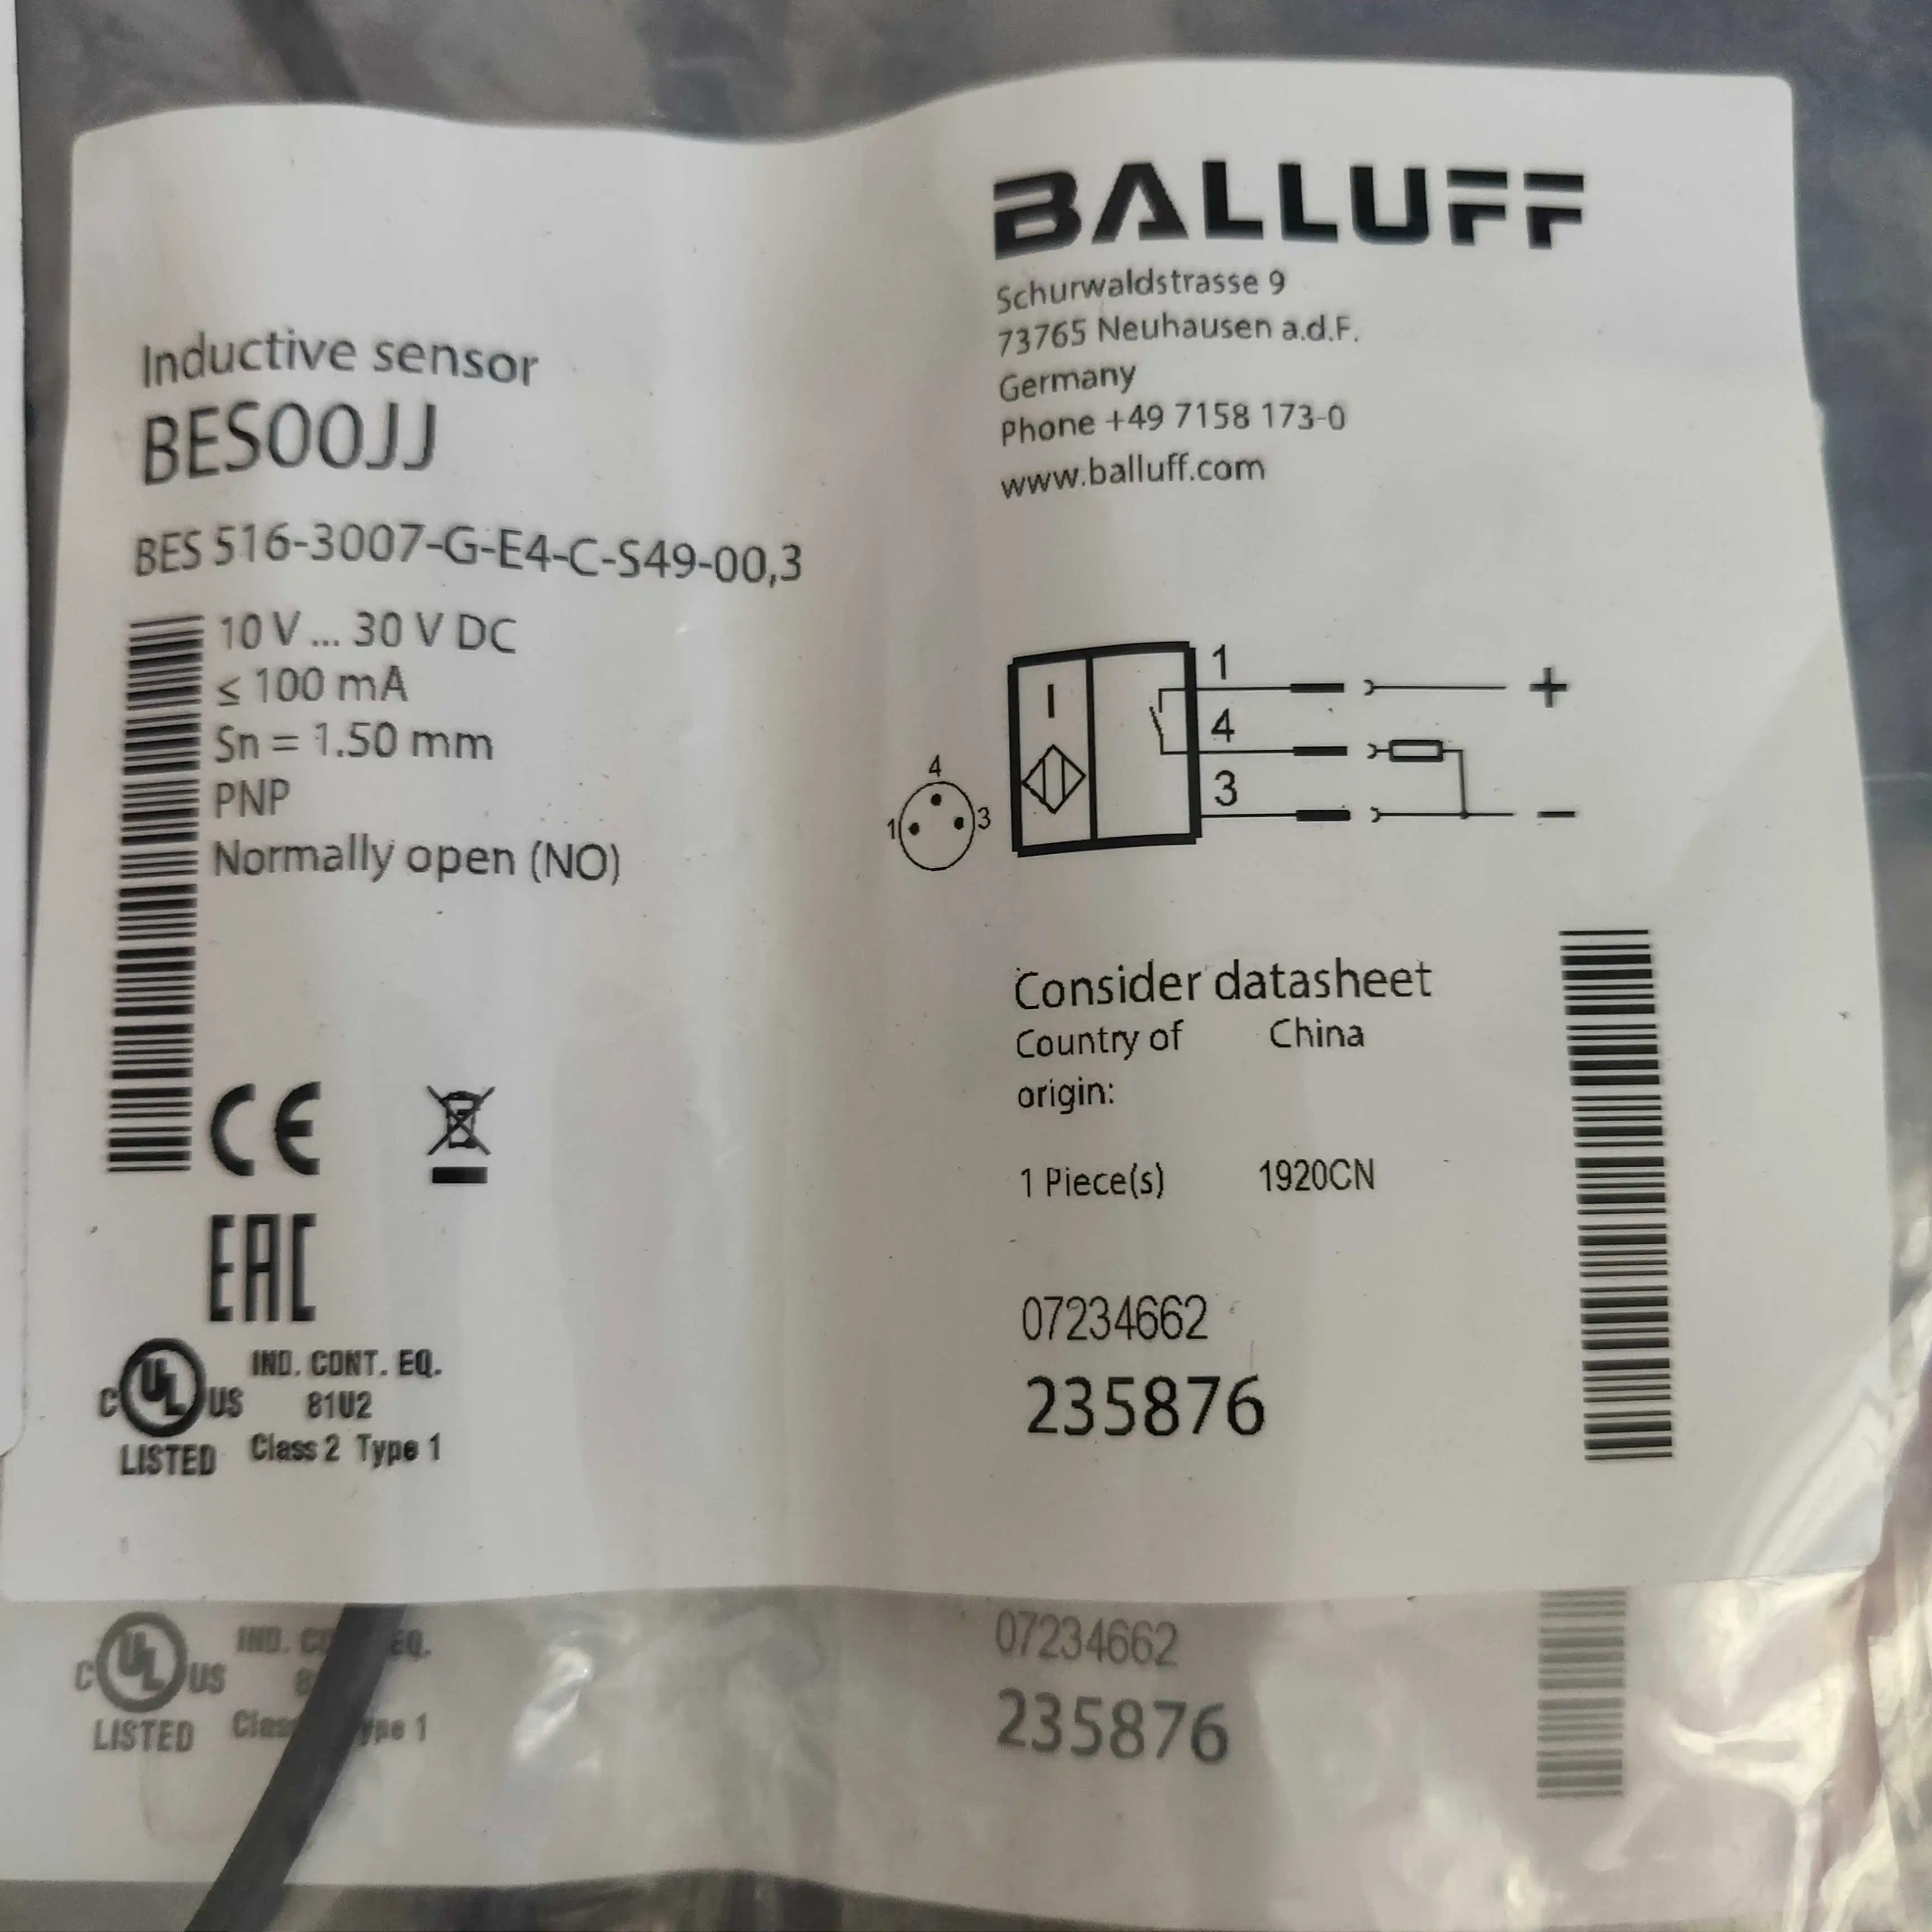 BALLUFF
Schurwaldstrasse 9
73765 Neuhausen a.d.F.
Germany
Phone +49 7158 173-0
www.balluff.com
Inductive sensor
BES00JJ
BES 516-3007-G-E4-C-S49-00,3
10 V ... 30 V DC
≤ 100 mA
Sn = 1.50 mm
PNP
Normally open (NO)
1
+
4
3
−
4
1
3
I
Consider datasheet
Country of China
origin:
1 Piece(s) 1920CN
07234662
235876
CE
EAC
C UL US
LISTED
IND. CONT. EQ.
81U2
Class 2 Type 1
C UL US
LISTED
IND. EQ.
1
07234662
235876